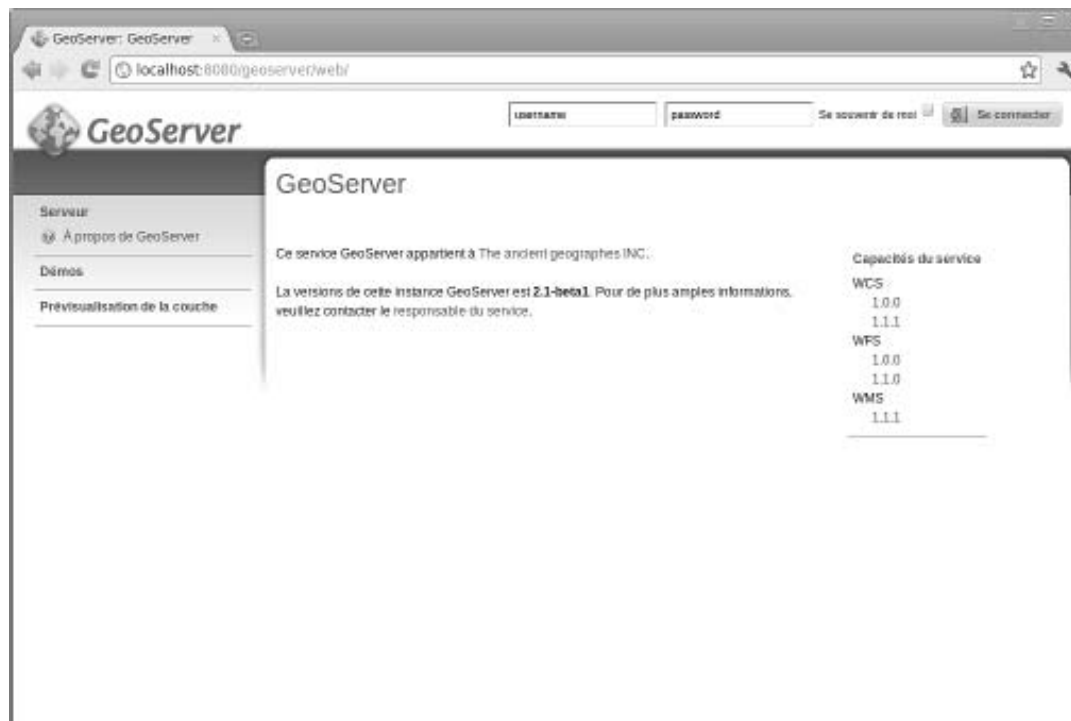 GeoServer: GeoServer
localhost:8080/geoserver/web/
GeoServer
username
password
Se souvenir de moi
Se connecter
GeoServer
Serveur
À propos de GeoServer
Démos
Prévisualisation de la couche
Ce service GeoServer appartient à The ancient geographes INC.
La versions de cette instance GeoServer est 2.1-beta1. Pour de plus amples informations,
veuillez contacter le responsable du service.
Capacités du service
WCS
1.0.0
1.1.1
WFS
1.0.0
1.1.0
WMS
1.1.1